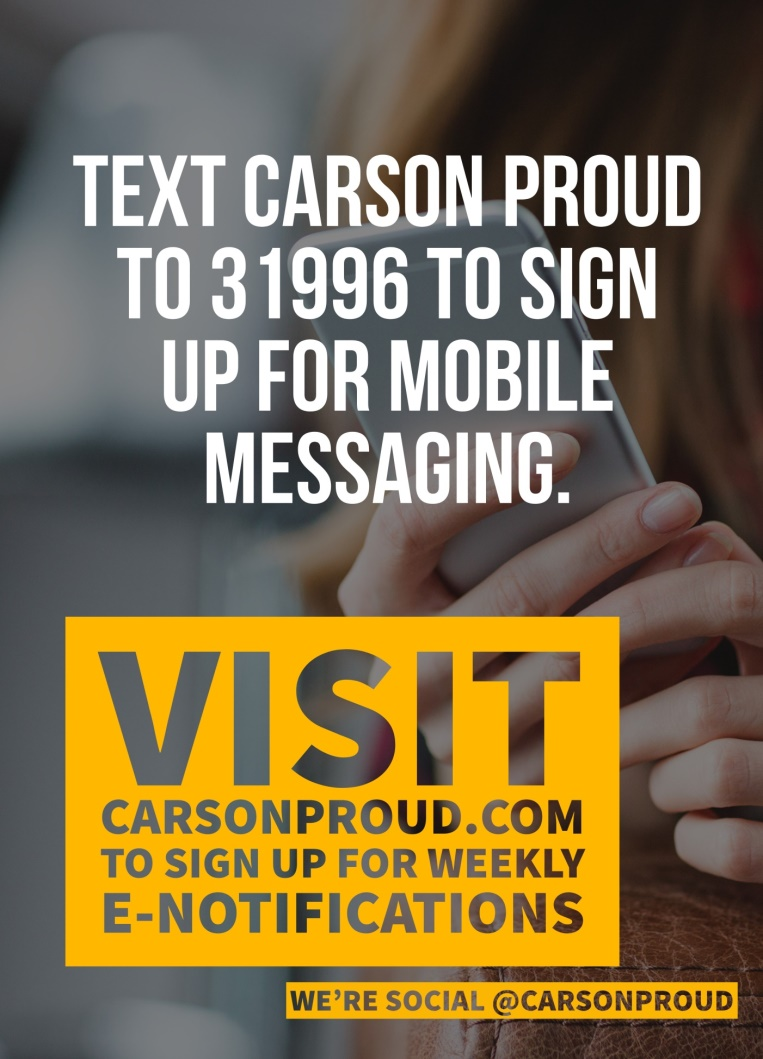 TEXT CARSON PROUD
TO 31996 TO SIGN
UP FOR MOBILE
MESSAGING.
VISIT
CARSONPROUD.COM
TO SIGN UP FOR WEEKLY
E-NOTIFICATIONS
WE'RE SOCIAL @CARSONPROUD